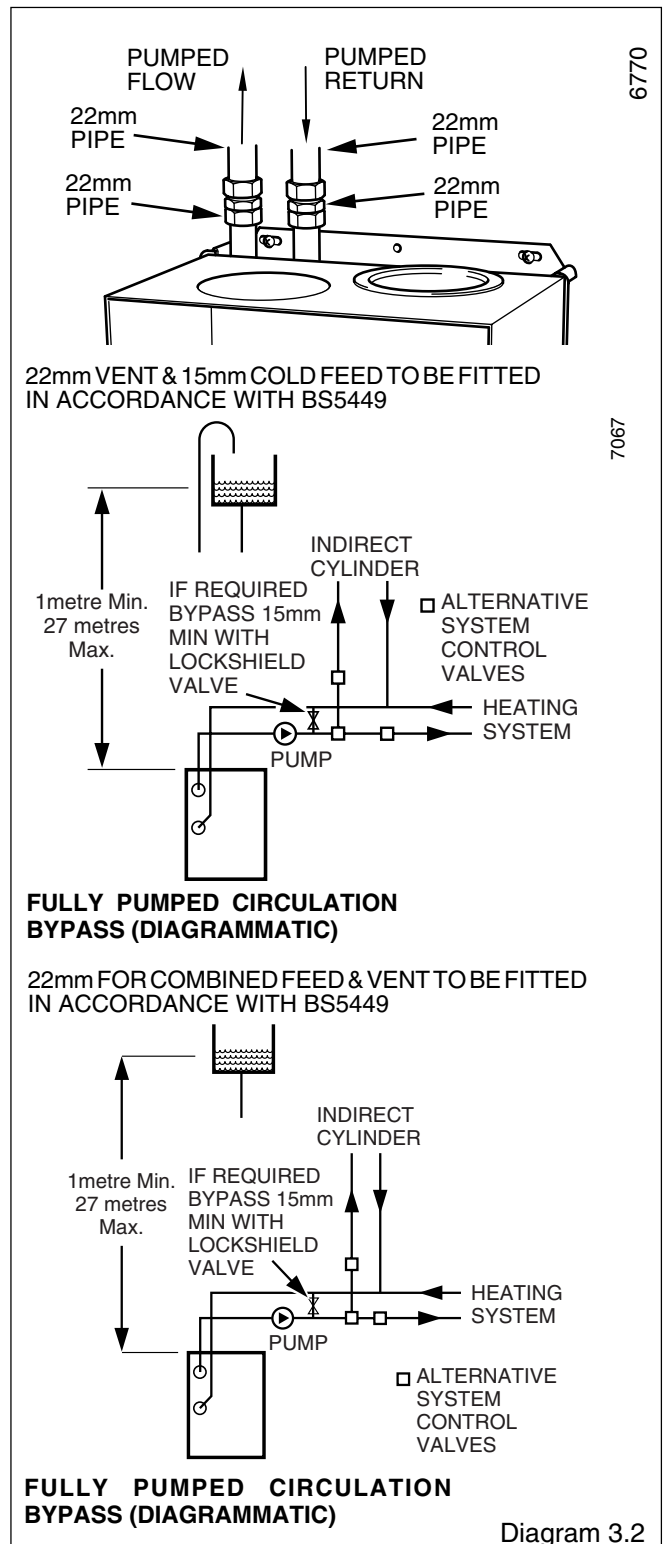 PUMPED
FLOW
PUMPED
RETURN
6770
22mm
PIPE
22mm
PIPE
22mm
PIPE
22mm
PIPE
22mm VENT & 15mm COLD FEED TO BE FITTED
IN ACCORDANCE WITH BS5449
7067
1metre Min.
27 metres
Max.
IF REQUIRED
BYPASS 15mm
MIN WITH
LOCKSHIELD
VALVE
INDIRECT
CYLINDER
ALTERNATIVE
SYSTEM
CONTROL
VALVES
HEATING
SYSTEM
PUMP
FULLY PUMPED CIRCULATION
BYPASS (DIAGRAMMATIC)
22mm FOR COMBINED FEED & VENT TO BE FITTED
IN ACCORDANCE WITH BS5449
1metre Min.
27 metres
Max.
IF REQUIRED
BYPASS 15mm
MIN WITH
LOCKSHIELD
VALVE
INDIRECT
CYLINDER
HEATING
SYSTEM
PUMP
ALTERNATIVE
SYSTEM
CONTROL
VALVES
FULLY PUMPED CIRCULATION
BYPASS (DIAGRAMMATIC)
Diagram 3.2